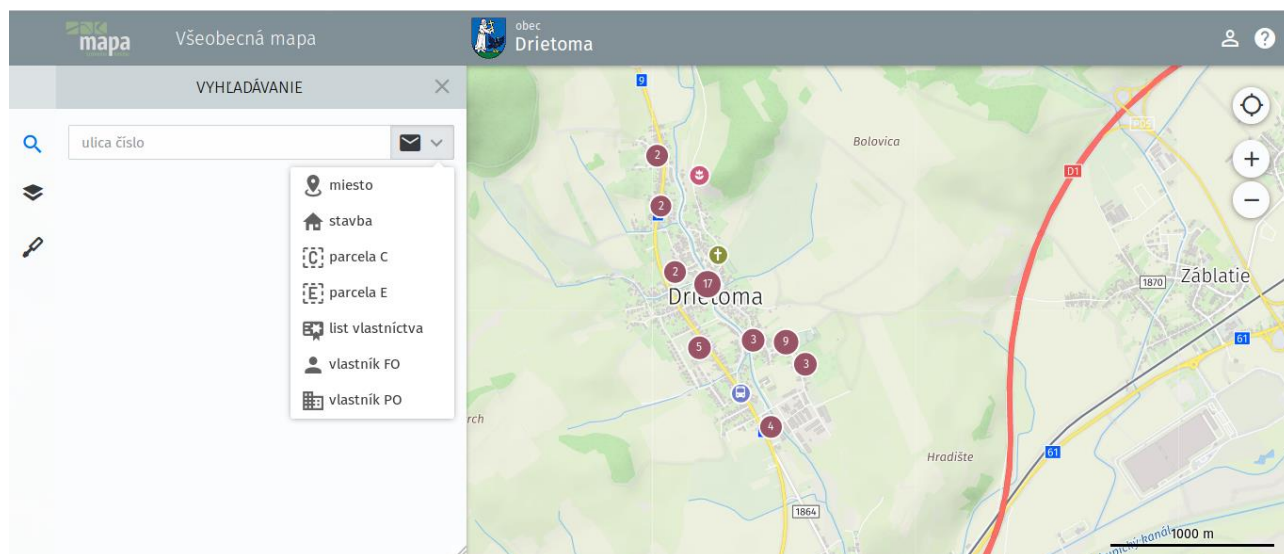 mapa
Všeobecná mapa
obec
Drietoma
VYHĽADÁVANIE
ulica číslo
miesto
stavba
C
parcela C
E
parcela E
list vlastníctva
vlastník FO
vlastník PO
9
Bolovica
2
D1
2
2
17
Drietoma
1870
Záblatie
61
5
3
9
3
4
Hradište
61
1864
1000 m